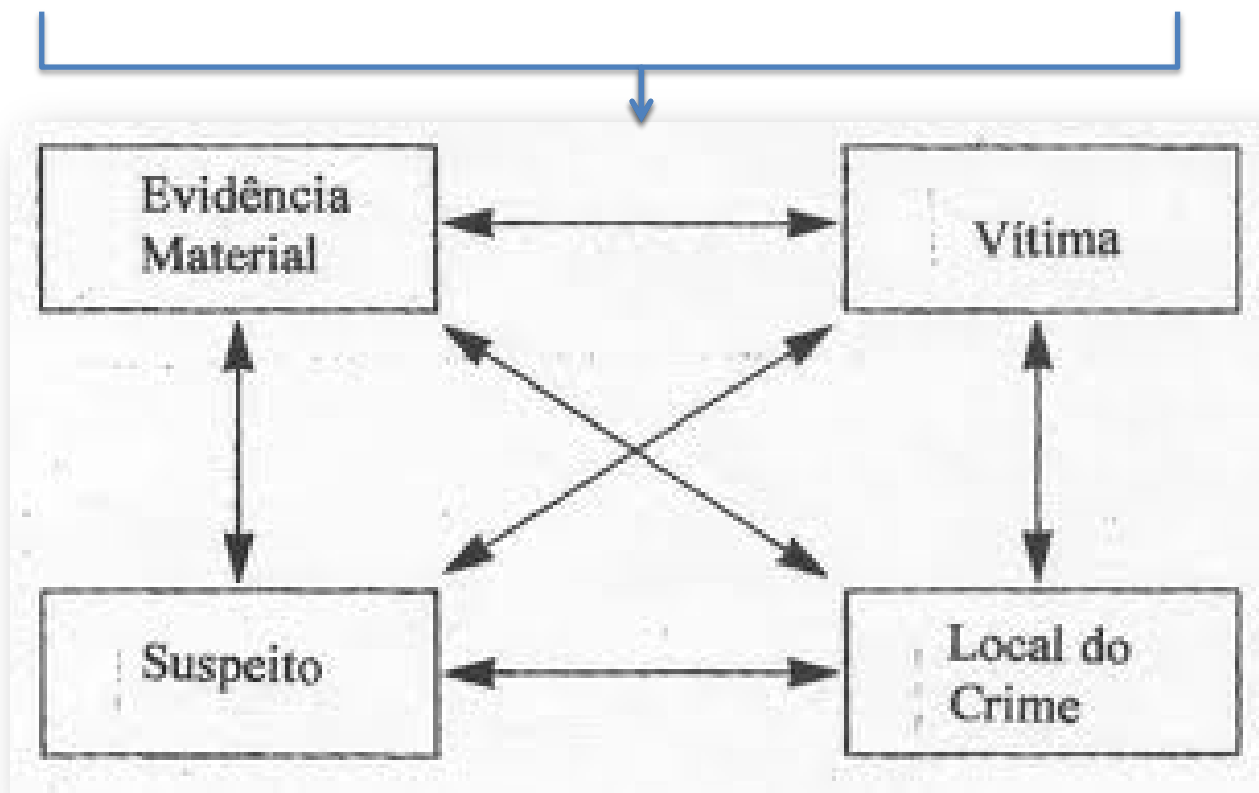 Evidência
Material
Vítima
Suspeito
Local do
Crime